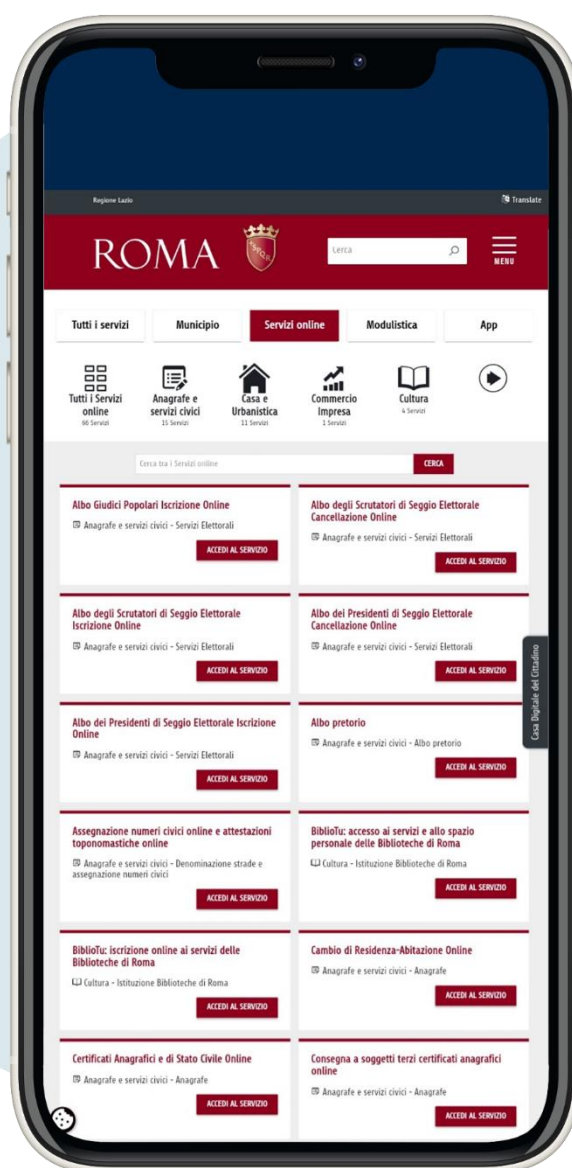 Regione Lazio
Translate
ROMA
S.P.Q.R.
Cerca
MENU
Tutti i servizi
Municipio
Servizi online
Modulistica
App
Tutti i Servizi
online
66 Servizi
Anagrafe e
servizi civici
15 Servizi
Casa e
Urbanistica
11 Servizi
Commercio
Impresa
1 Servizi
Cultura
4 Servizi
Cerca tra i Servizi online
CERCA
Albo Giudici Popolari Iscrizione Online
Anagrafe e servizi civici - Servizi Elettorali
ACCEDI AL SERVIZIO
Albo degli Scrutatori di Seggio Elettorale
Cancellazione Online
Anagrafe e servizi civici - Servizi Elettorali
ACCEDI AL SERVIZIO
Albo degli Scrutatori di Seggio Elettorale
Iscrizione Online
Anagrafe e servizi civici - Servizi Elettorali
ACCEDI AL SERVIZIO
Albo dei Presidenti di Seggio Elettorale
Cancellazione Online
Anagrafe e servizi civici - Servizi Elettorali
ACCEDI AL SERVIZIO
Casa Digitale del Cittadino
Albo dei Presidenti di Seggio Elettorale Iscrizione
Online
Anagrafe e servizi civici - Servizi Elettorali
ACCEDI AL SERVIZIO
Albo pretorio
Anagrafe e servizi civici - Albo pretorio
ACCEDI AL SERVIZIO
Assegnazione numeri civici online e attestazioni
toponomastiche online
Anagrafe e servizi civici - Denominazione strade e
assegnazione numeri civici
ACCEDI AL SERVIZIO
BiblioTu: accesso ai servizi e allo spazio
personale delle Biblioteche di Roma
Cultura - Istituzione Biblioteche di Roma
ACCEDI AL SERVIZIO
BiblioTu: iscrizione online ai servizi delle
Biblioteche di Roma
Cultura - Istituzione Biblioteche di Roma
ACCEDI AL SERVIZIO
Cambio di Residenza-Abitazione Online
Anagrafe e servizi civici - Anagrafe
ACCEDI AL SERVIZIO
Certificati Anagrafici e di Stato Civile Online
Anagrafe e servizi civici - Anagrafe
ACCEDI AL SERVIZIO
Consegna a soggetti terzi certificati anagrafici
online
Anagrafe e servizi civici - Anagrafe
ACCEDI AL SERVIZIO